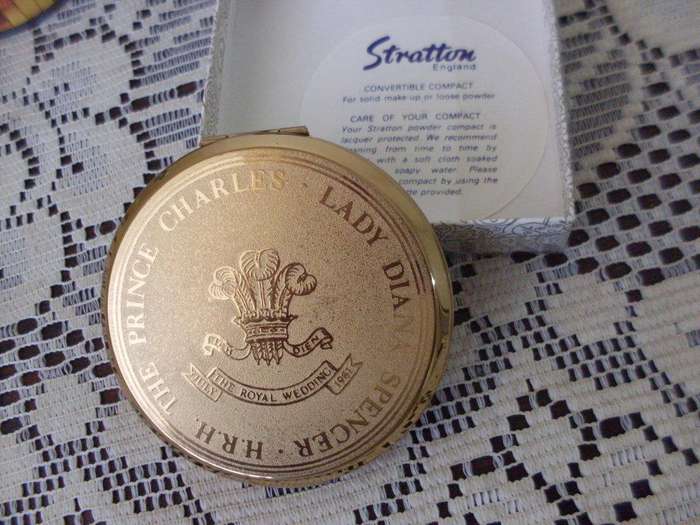 Stratton
England
CONVERTIBLE COMPACT
For solid make up or loose powder
CARE OF YOUR COMPACT
Your Stratton powder compact is
lacquer protected. We recommend
from time to time by
with a soft cloth soaked
soapy water. Please
compact by using the
provided.
H.R.H. THE PRINCE CHARLES · LADY DIANA SPENCER ·
ICH DIEN
JULY THE ROYAL WEDDING 1981